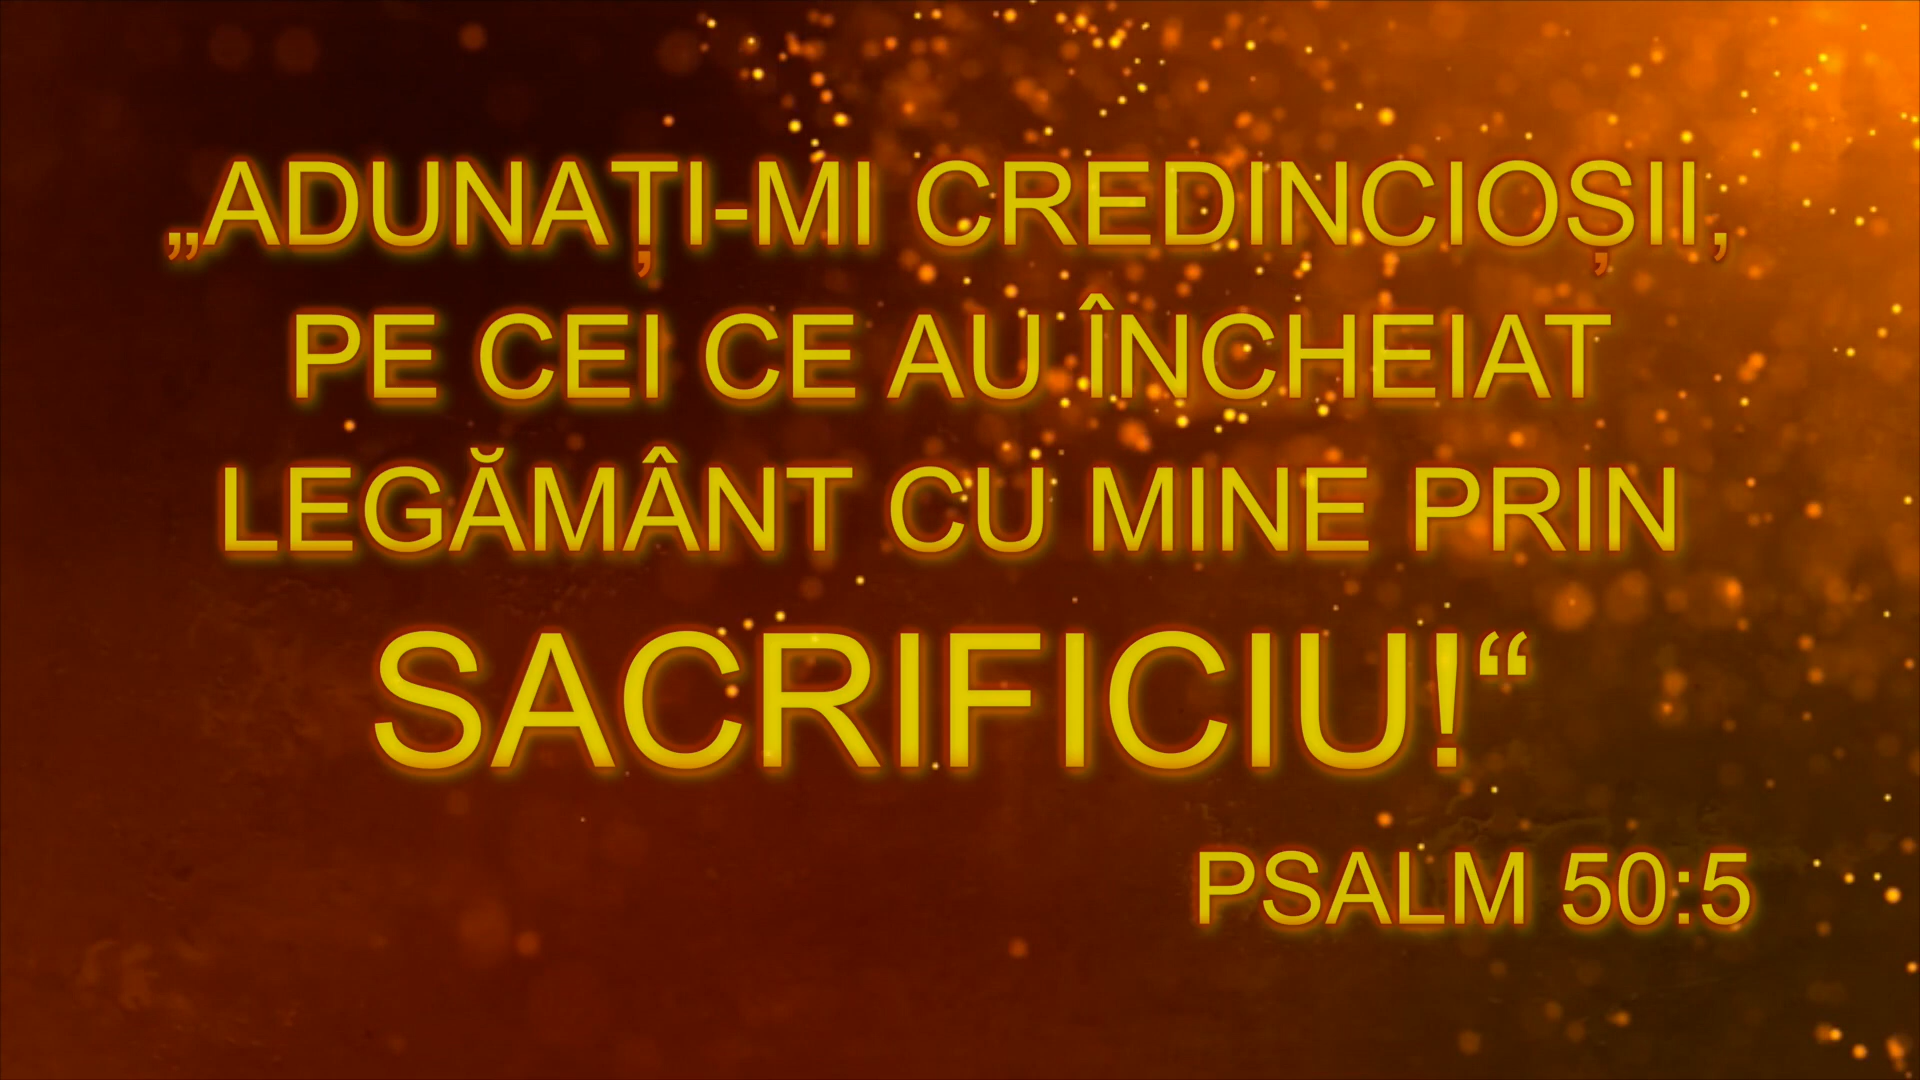 „ADUNAȚI-MI CREDINCIOȘII,
PE CEI CE AU ÎNCHEIAT
LEGĂMÂNT CU MINE PRIN
SACRIFICIU!“
PSALM 50:5